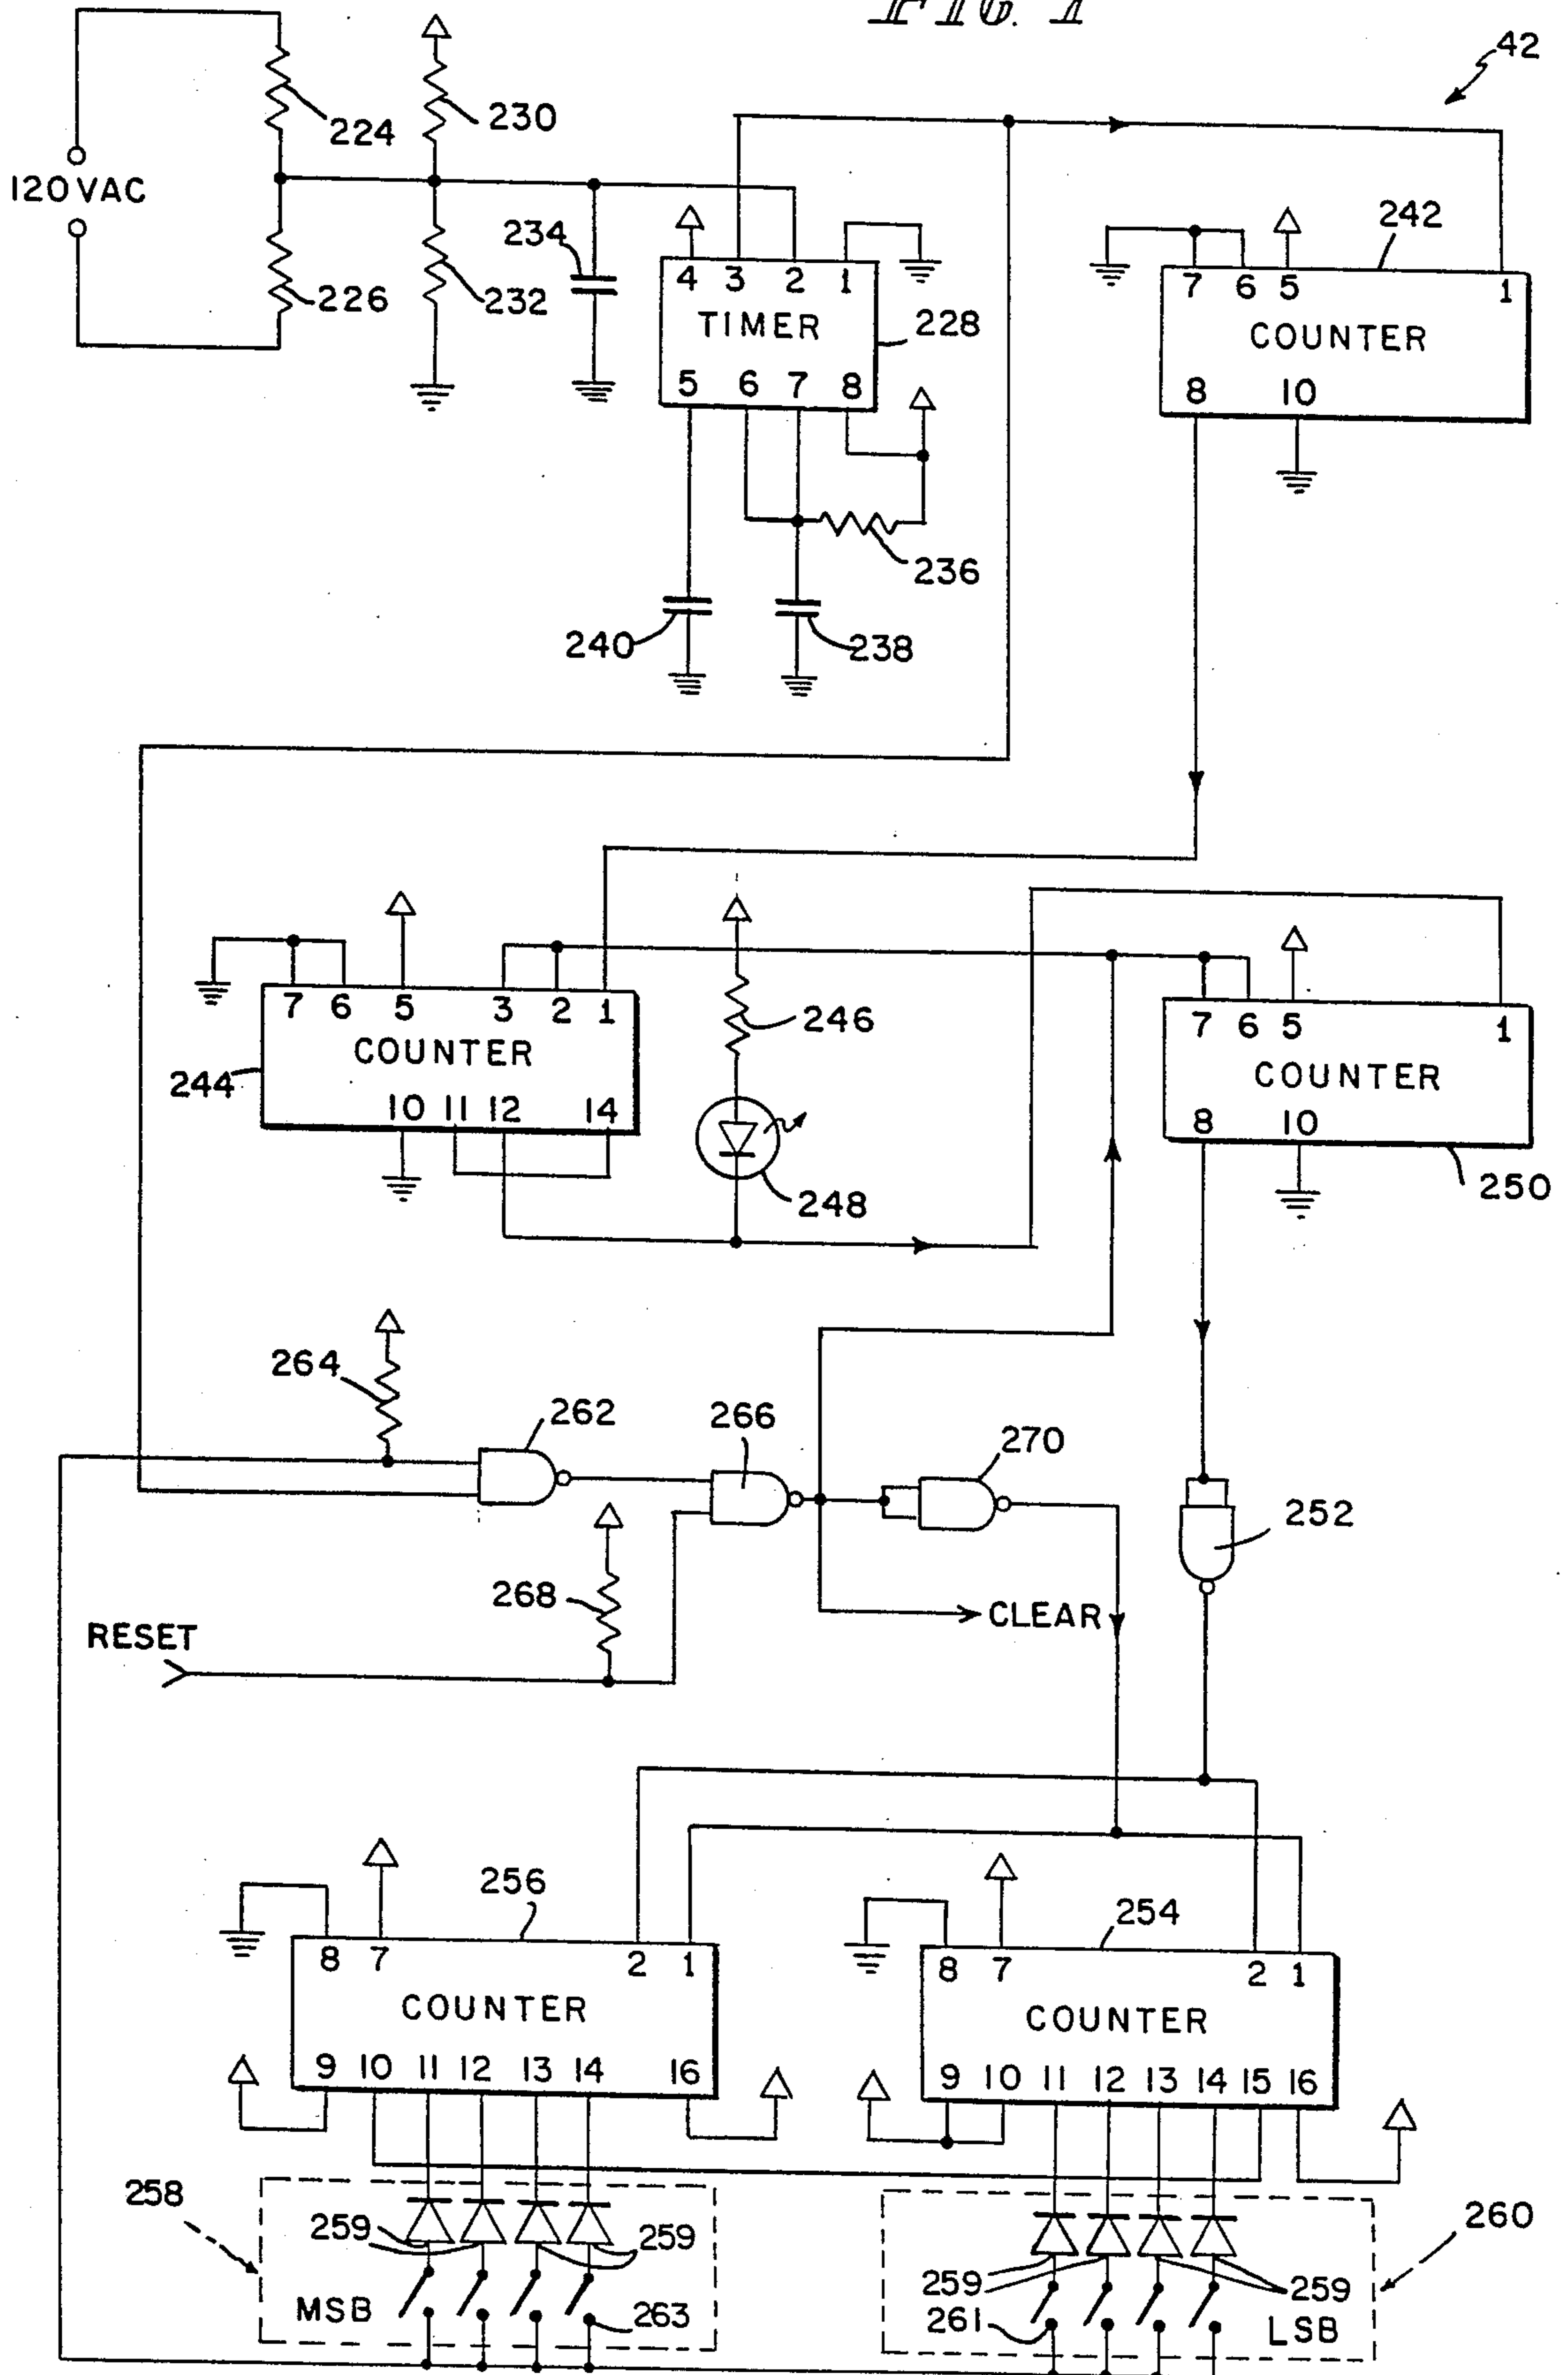 FIG. 1
42
224
230
120 VAC
234
242
226
232
4 3 2 1
TIMER
228
5 6 7 8
7 6 5 1
COUNTER
8 10
236
240
238
7 6 5 3 2 1
COUNTER
244
10 11 12 14
246
248
7 6 5 1
COUNTER
8 10
250
264
262
266
270
252
268
CLEAR
RESET
256
254
8 7 2 1
COUNTER
9 10 11 12 13 14 16
8 7 2 1
COUNTER
9 10 11 12 13 14 15 16
258
259
259
MSB
263
260
259
259
261
LSB